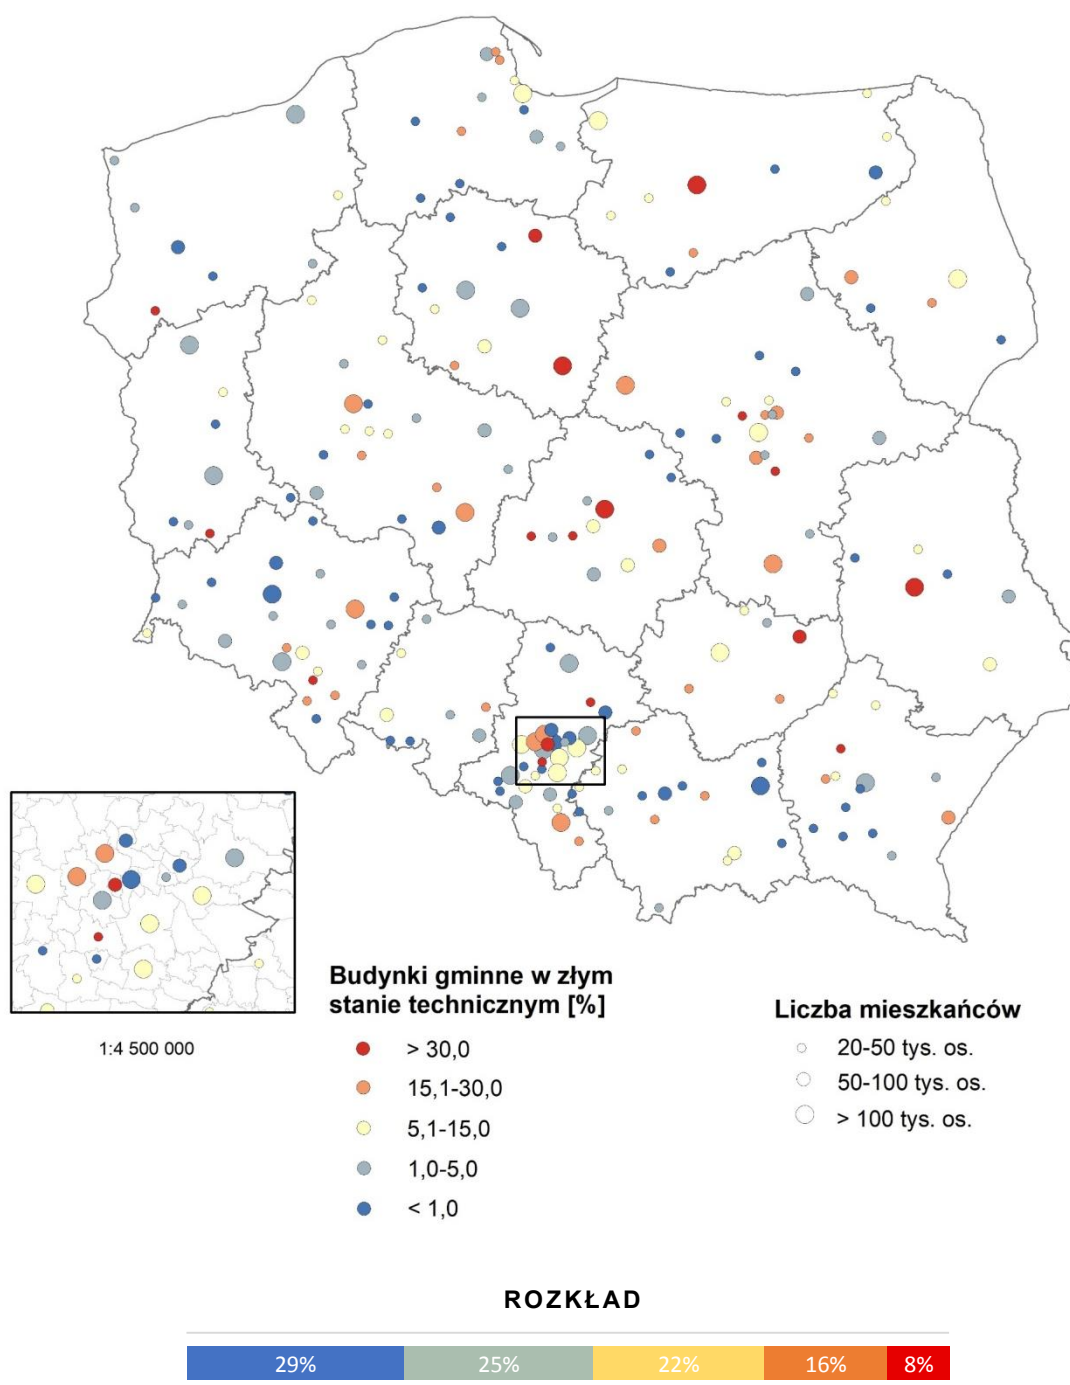 1:4 500 000
Budynki gminne w złym
stanie technicznym [%]
> 30,0
15,1-30,0
5,1-15,0
1,0-5,0
< 1,0
Liczba mieszkańców
20-50 tys. os.
50-100 tys. os.
> 100 tys. os.
ROZKŁAD
29% 25% 22% 16% 8%